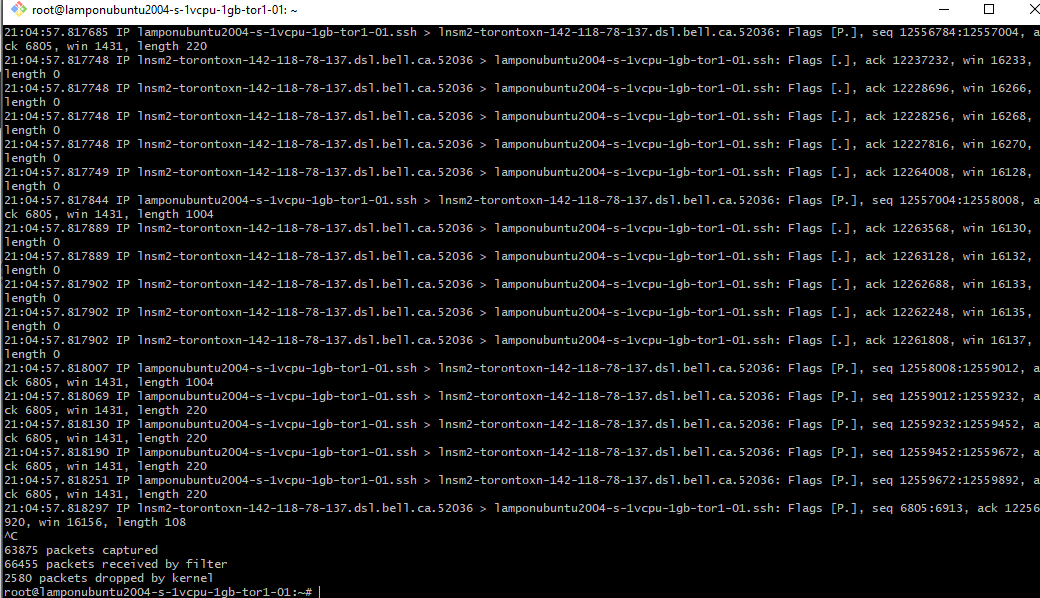 root@lamponubuntu2004-s-1vcpu-1gb-tor1-01: ~
21:04:57.817685 IP lamponubuntu2004-s-1vcpu-1gb-tor1-01.ssh > lnsm2-torontoxn-142-118-78-137.dsl.bell.ca.52036: Flags [P.], seq 12556784:12557004, a
ck 6805, win 1431, length 220
21:04:57.817748 IP lnsm2-torontoxn-142-118-78-137.dsl.bell.ca.52036 > lamponubuntu2004-s-1vcpu-1gb-tor1-01.ssh: Flags [.], ack 12237232, win 16233,
length 0
21:04:57.817748 IP lnsm2-torontoxn-142-118-78-137.dsl.bell.ca.52036 > lamponubuntu2004-s-1vcpu-1gb-tor1-01.ssh: Flags [.], ack 12228696, win 16266,
length 0
21:04:57.817748 IP lnsm2-torontoxn-142-118-78-137.dsl.bell.ca.52036 > lamponubuntu2004-s-1vcpu-1gb-tor1-01.ssh: Flags [.], ack 12228256, win 16268,
length 0
21:04:57.817748 IP lnsm2-torontoxn-142-118-78-137.dsl.bell.ca.52036 > lamponubuntu2004-s-1vcpu-1gb-tor1-01.ssh: Flags [.], ack 12227816, win 16270,
length 0
21:04:57.817749 IP lnsm2-torontoxn-142-118-78-137.dsl.bell.ca.52036 > lamponubuntu2004-s-1vcpu-1gb-tor1-01.ssh: Flags [.], ack 12264008, win 16128,
length 0
21:04:57.817844 IP lamponubuntu2004-s-1vcpu-1gb-tor1-01.ssh > lnsm2-torontoxn-142-118-78-137.dsl.bell.ca.52036: Flags [P.], seq 12557004:12558008, a
ck 6805, win 1431, length 1004
21:04:57.817889 IP lnsm2-torontoxn-142-118-78-137.dsl.bell.ca.52036 > lamponubuntu2004-s-1vcpu-1gb-tor1-01.ssh: Flags [.], ack 12263568, win 16130,
length 0
21:04:57.817889 IP lnsm2-torontoxn-142-118-78-137.dsl.bell.ca.52036 > lamponubuntu2004-s-1vcpu-1gb-tor1-01.ssh: Flags [.], ack 12263128, win 16132,
length 0
21:04:57.817902 IP lnsm2-torontoxn-142-118-78-137.dsl.bell.ca.52036 > lamponubuntu2004-s-1vcpu-1gb-tor1-01.ssh: Flags [.], ack 12262688, win 16133,
length 0
21:04:57.817902 IP lnsm2-torontoxn-142-118-78-137.dsl.bell.ca.52036 > lamponubuntu2004-s-1vcpu-1gb-tor1-01.ssh: Flags [.], ack 12262248, win 16135,
length 0
21:04:57.817902 IP lnsm2-torontoxn-142-118-78-137.dsl.bell.ca.52036 > lamponubuntu2004-s-1vcpu-1gb-tor1-01.ssh: Flags [.], ack 12261808, win 16137,
length 0
21:04:57.818007 IP lamponubuntu2004-s-1vcpu-1gb-tor1-01.ssh > lnsm2-torontoxn-142-118-78-137.dsl.bell.ca.52036: Flags [P.], seq 12558008:12559012, a
ck 6805, win 1431, length 1004
21:04:57.818069 IP lamponubuntu2004-s-1vcpu-1gb-tor1-01.ssh > lnsm2-torontoxn-142-118-78-137.dsl.bell.ca.52036: Flags [P.], seq 12559012:12559232, a
ck 6805, win 1431, length 220
21:04:57.818130 IP lamponubuntu2004-s-1vcpu-1gb-tor1-01.ssh > lnsm2-torontoxn-142-118-78-137.dsl.bell.ca.52036: Flags [P.], seq 12559232:12559452, a
ck 6805, win 1431, length 220
21:04:57.818190 IP lamponubuntu2004-s-1vcpu-1gb-tor1-01.ssh > lnsm2-torontoxn-142-118-78-137.dsl.bell.ca.52036: Flags [P.], seq 12559452:12559672, a
ck 6805, win 1431, length 220
21:04:57.818251 IP lamponubuntu2004-s-1vcpu-1gb-tor1-01.ssh > lnsm2-torontoxn-142-118-78-137.dsl.bell.ca.52036: Flags [P.], seq 12559672:12559892, a
ck 6805, win 1431, length 220
21:04:57.818297 IP lnsm2-torontoxn-142-118-78-137.dsl.bell.ca.52036 > lamponubuntu2004-s-1vcpu-1gb-tor1-01.ssh: Flags [P.], seq 6805:6913, ack 12256
920, win 16156, length 108
^C
63875 packets captured
66455 packets received by filter
2580 packets dropped by kernel
root@lamponubuntu2004-s-1vcpu-1gb-tor1-01:~#